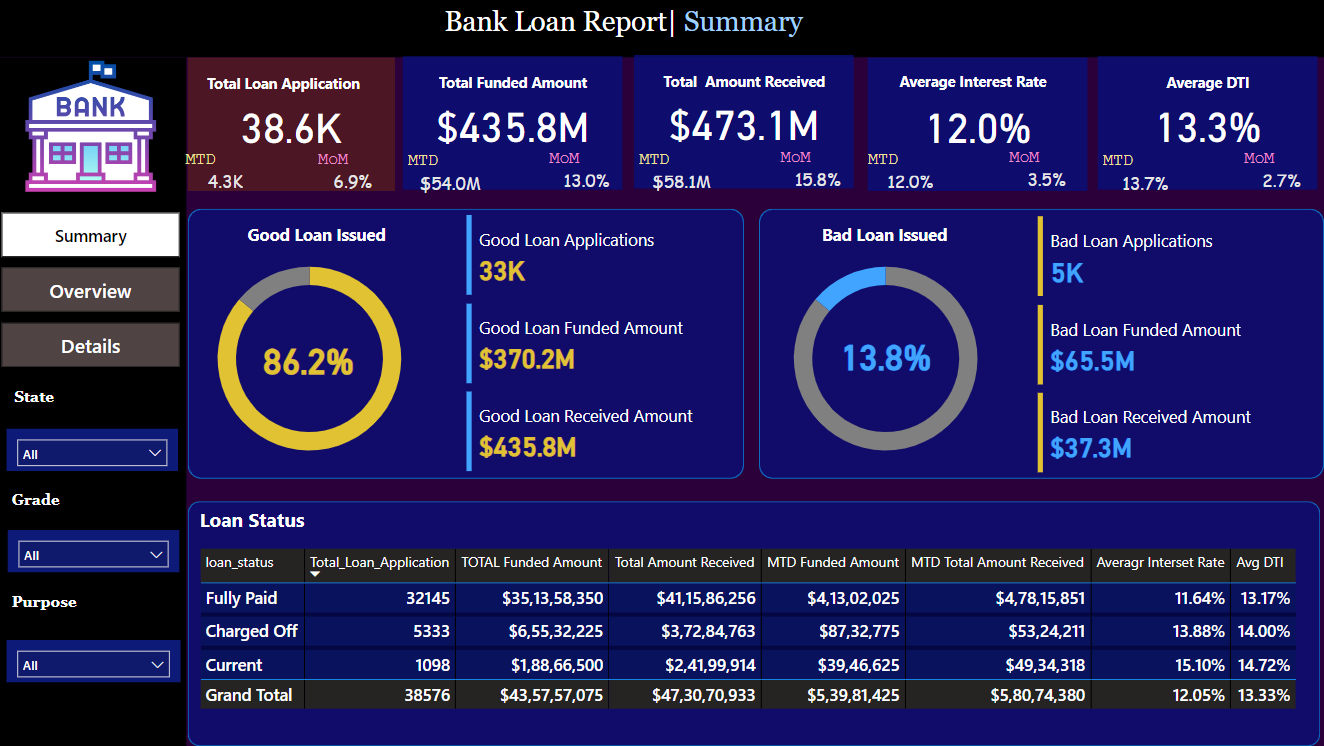 Bank Loan Report| Summary
BANK
Total Loan Application
38.6K
MTD MoM
4.3K 6.9%
Total Funded Amount
$435.8M
MTD MoM
$54.0M 13.0%
Total Amount Received
$473.1M
MTD MoM
$58.1M 15.8%
Average Interest Rate
12.0%
MTD MoM
12.0% 3.5%
Average DTI
13.3%
MTD MoM
13.7% 2.7%
Summary
Overview
Details
State
All
Grade
All
Purpose
All
Good Loan Issued
86.2%
Good Loan Applications
33K
Good Loan Funded Amount
$370.2M
Good Loan Received Amount
$435.8M
Bad Loan Issued
13.8%
Bad Loan Applications
5K
Bad Loan Funded Amount
$65.5M
Bad Loan Received Amount
$37.3M
Loan Status
loan_status Total_Loan_Application TOTAL Funded Amount Total Amount Received MTD Funded Amount MTD Total Amount Received Averagr Interset Rate Avg DTI
Fully Paid 32145 $35,13,58,350 $41,15,86,256 $4,13,02,025 $4,78,15,851 11.64% 13.17%
Charged Off 5333 $6,55,32,225 $3,72,84,763 $87,32,775 $53,24,211 13.88% 14.00%
Current 1098 $1,88,66,500 $2,41,99,914 $39,46,625 $49,34,318 15.10% 14.72%
Grand Total 38576 $43,57,57,075 $47,30,70,933 $5,39,81,425 $5,80,74,380 12.05% 13.33%